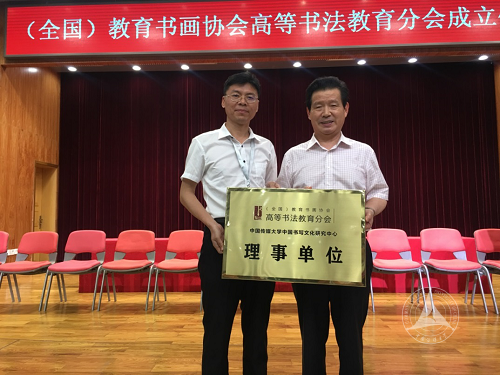 （全国）教育书画协会高等书法教育分会成立
（全国）教育书画协会
高等书法教育分会
中国传媒大学中国书写文化研究中心
理事单位